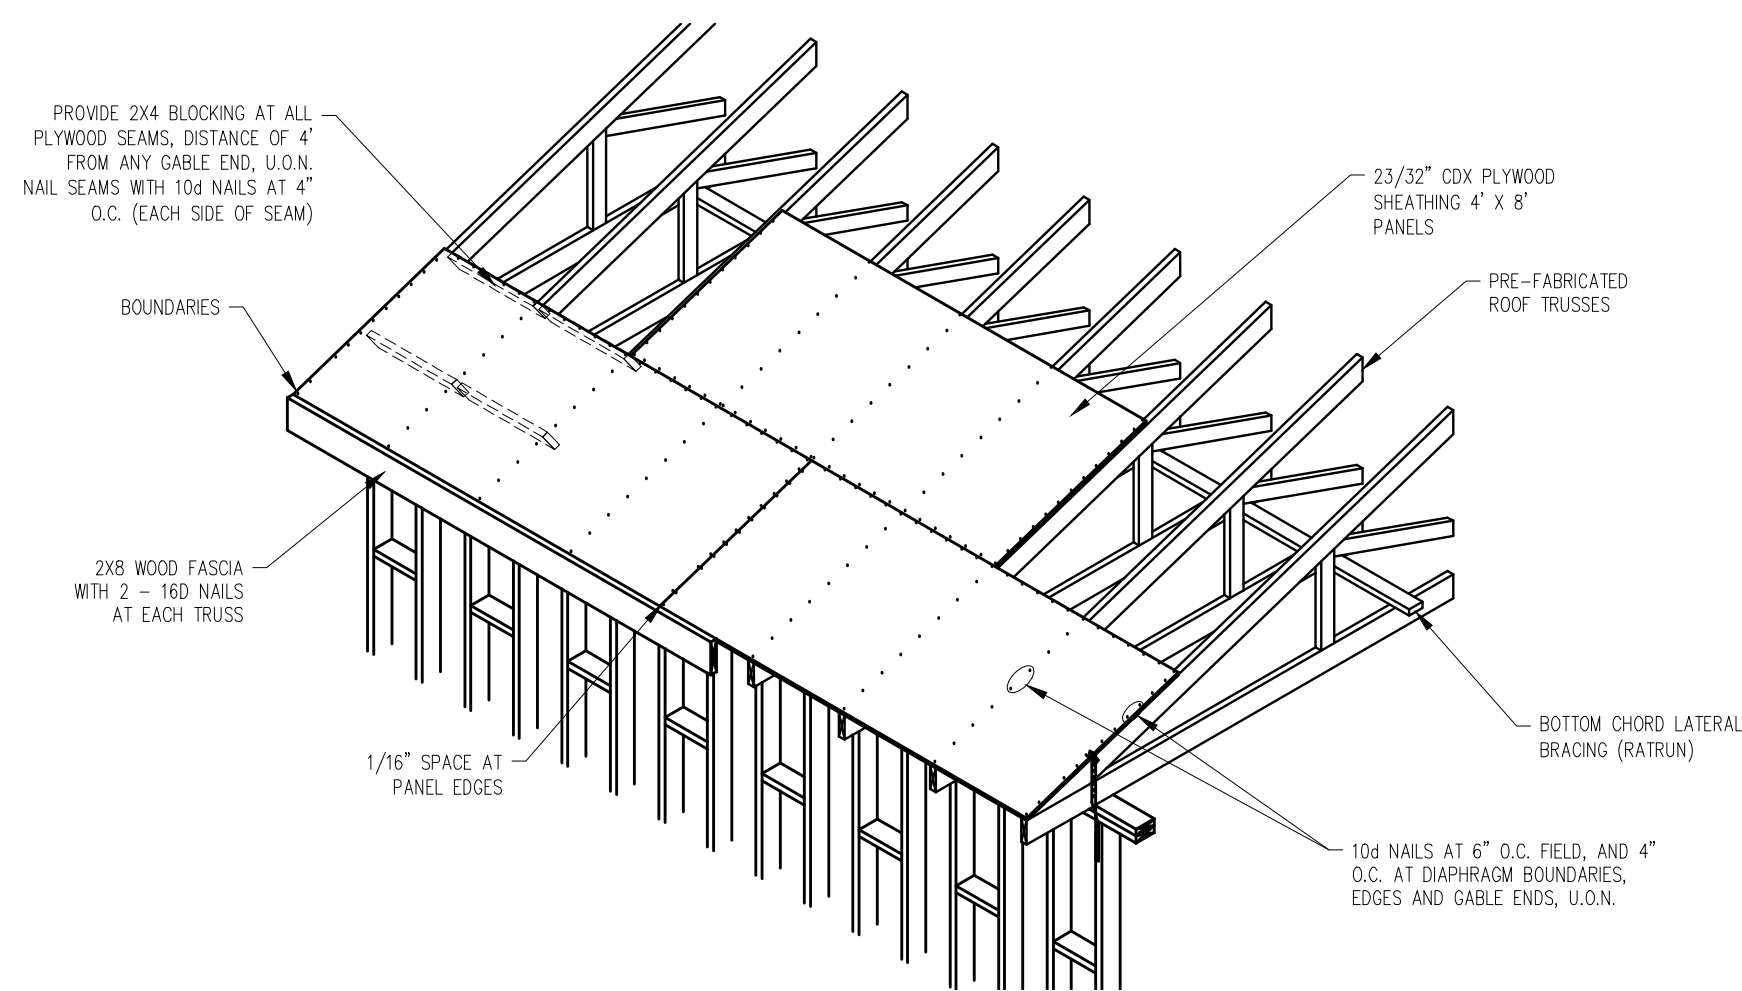 PROVIDE 2X4 BLOCKING AT ALL
PLYWOOD SEAMS, DISTANCE OF 4'
FROM ANY GABLE END, U.O.N.
NAIL SEAMS WITH 10d NAILS AT 4"
O.C. (EACH SIDE OF SEAM)
23/32" CDX PLYWOOD
SHEATHING 4' X 8'
PANELS
PRE-FABRICATED
ROOF TRUSSES
BOUNDARIES
2X8 WOOD FASCIA
WITH 2 - 16D NAILS
AT EACH TRUSS
1/16" SPACE AT
PANEL EDGES
BOTTOM CHORD LATERAL
BRACING (RATRUN)
10d NAILS AT 6" O.C. FIELD, AND 4"
O.C. AT DIAPHRAGM BOUNDARIES,
EDGES AND GABLE ENDS, U.O.N.